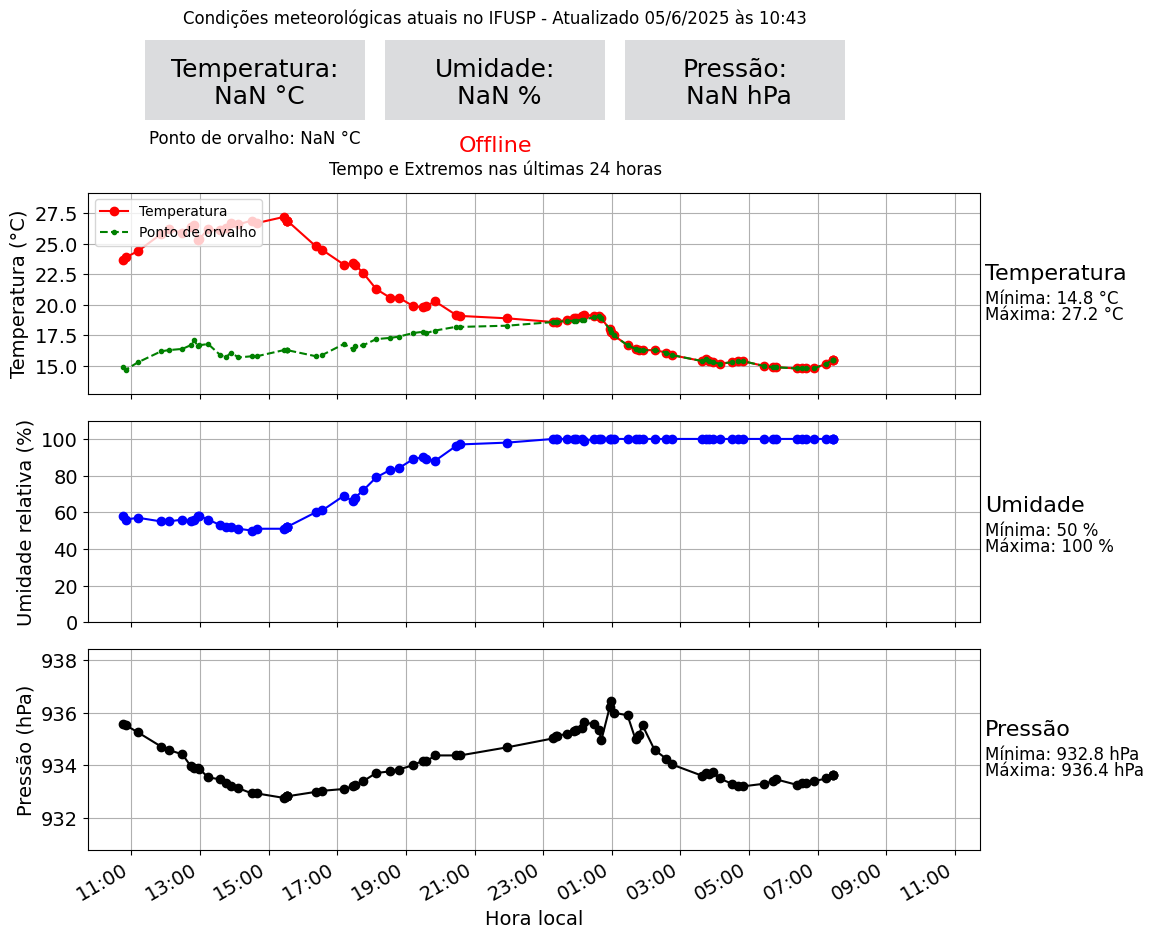 Condições meteorológicas atuais no IFUSP - Atualizado 05/6/2025 às 10:43
Temperatura:
NaN °C
Umidade:
NaN %
Pressão:
NaN hPa
Ponto de orvalho: NaN °C
Offline
Tempo e Extremos nas últimas 24 horas
Temperatura (°C)
27.5
25.0
22.5
20.0
17.5
15.0
Temperatura
Ponto de orvalho
Temperatura
Mínima: 14.8 °C
Máxima: 27.2 °C
Umidade relativa (%)
100
80
60
40
20
0
Umidade
Mínima: 50 %
Máxima: 100 %
Pressão (hPa)
938
936
934
932
Pressão
Mínima: 932.8 hPa
Máxima: 936.4 hPa
11:00
13:00
15:00
17:00
19:00
21:00
23:00
01:00
03:00
05:00
07:00
09:00
11:00
Hora local